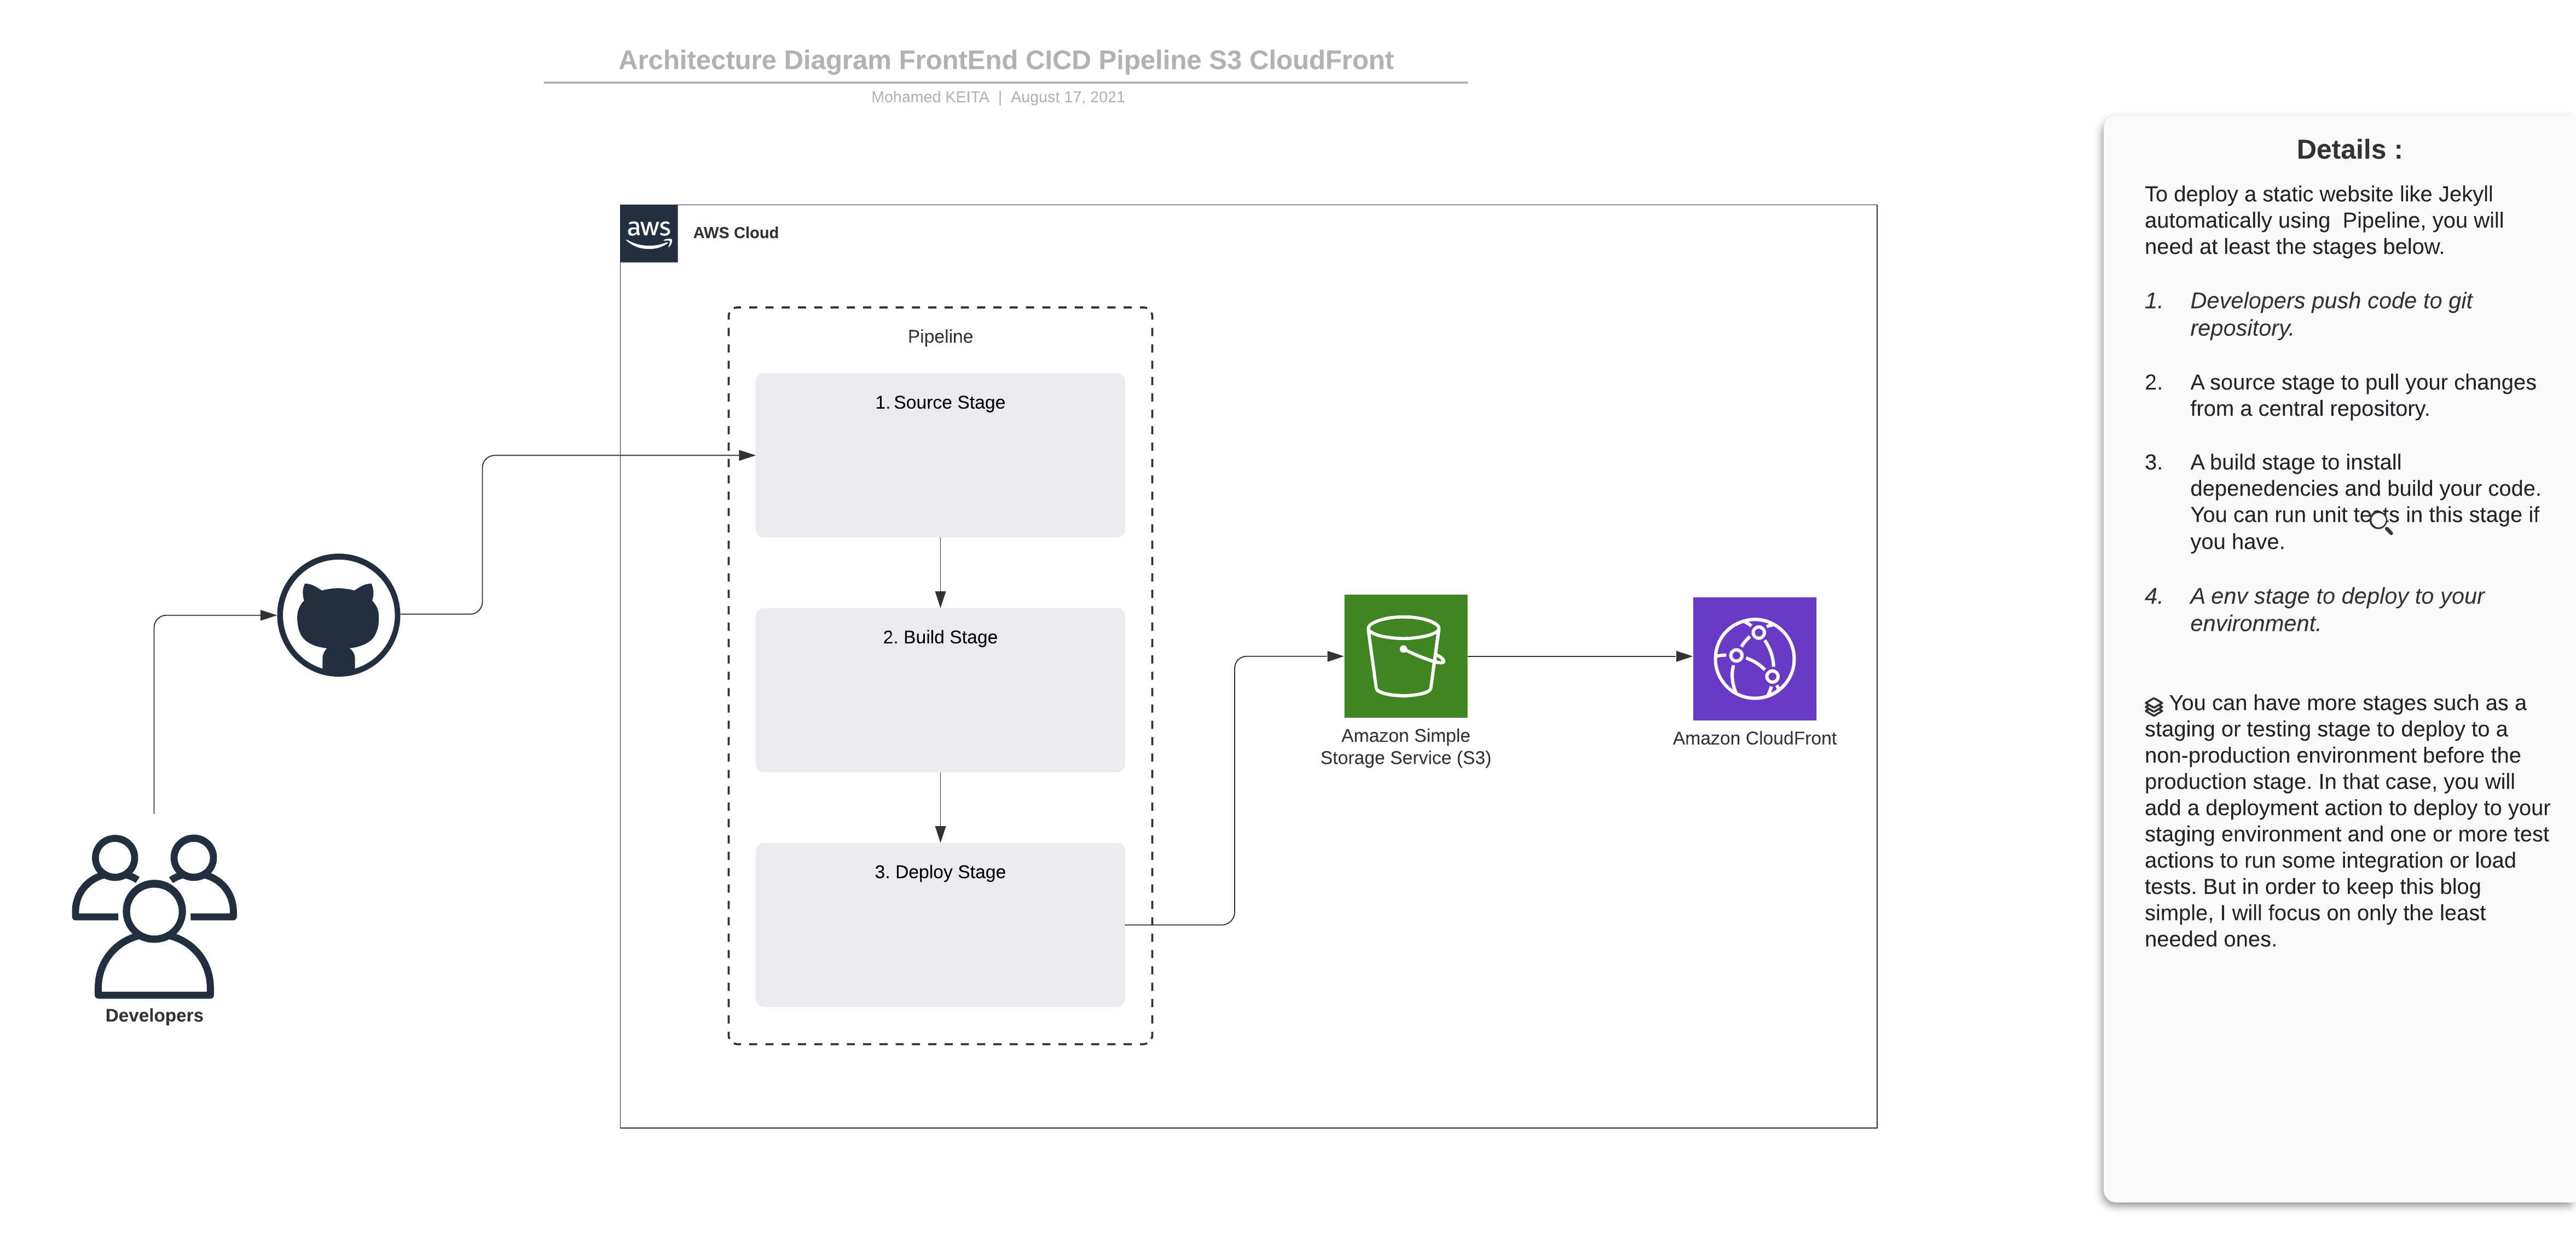 Architecture Diagram FrontEnd CICD Pipeline S3 CloudFront
Mohamed KEITA | August 17, 2021
aws
AWS Cloud
Pipeline
1. Source Stage
2. Build Stage
3. Deploy Stage
Amazon Simple
Storage Service (S3)
Amazon CloudFront
Developers
Details :
To deploy a static website like Jekyll
automatically using Pipeline, you will
need at least the stages below.
1. Developers push code to git
repository.
2. A source stage to pull your changes
from a central repository.
3. A build stage to install
depenedencies and build your code.
You can run unit tests in this stage if
you have.
4. A env stage to deploy to your
environment.
You can have more stages such as a
staging or testing stage to deploy to a
non-production environment before the
production stage. In that case, you will
add a deployment action to deploy to your
staging environment and one or more test
actions to run some integration or load
tests. But in order to keep this blog
simple, I will focus on only the least
needed ones.